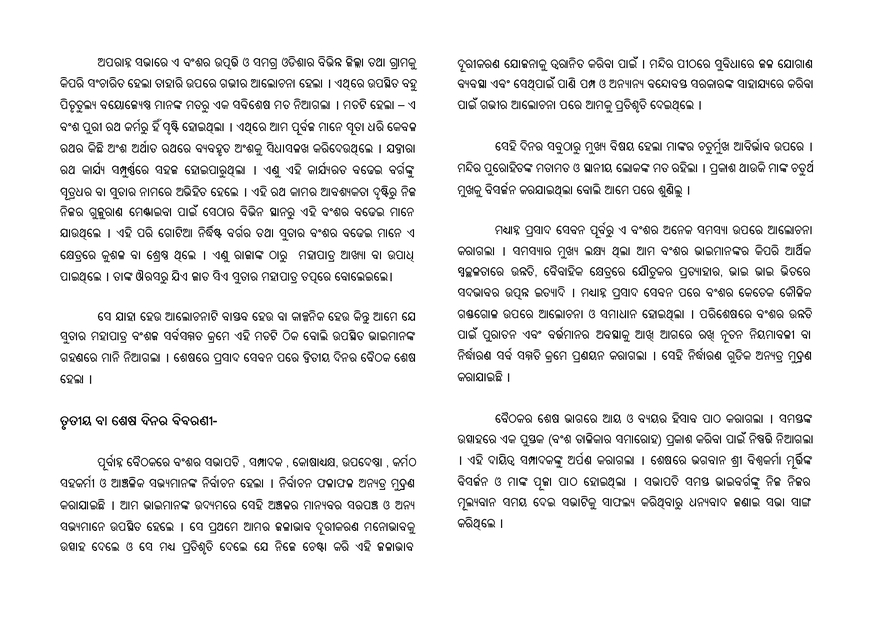 ଅପରାହ୍ନ ସଭାରେ ଏ ବଂଶର ଉତ୍ପତ୍ତି ଓ ସମଗ୍ର ଓଡିଶାର ବିଭିନ୍ନ ଜିଲ୍ଲା ତଥା ଗ୍ରାମକୁ
କିପରି ସଂଚାରିତ ହେଲା ତାହାରି ଉପରେ ଗଭୀର ଆଲୋଚନା ହେଲା । ଏଥିରେ ଉପସ୍ଥିତ ବହୁ
ପିତୃତୁଲ୍ୟ ବୟୋଜ୍ୟେଷ୍ଠ ମାନଙ୍କ ମତରୁ ଏକ ସବିଶେଷ ମତ ନିଆଗଲା । ମତଟି ହେଲା – ଏ
ବଂଶ ପୁରୀ ରଥ କର୍ମରୁ ହିଁ ସୃଷ୍ଟି ହୋଇଥିଲା । ଏଥିରେ ଆମ ପୂର୍ବଜ ମାନେ ସୂତା ଧରି କେବଳ
ରଥର କିଛି ଅଂଶ ଅର୍ଥାତ ରଥରେ ବ୍ୟବହୃତ ଅଂଶକୁ ସିଧାସଳଖ କରିଦେଉଥିଲେ । ଯଦ୍ଵାରା
ରଥ କାର୍ଯ୍ୟ ସମ୍ପୂର୍ଣ୍ଣରେ ସହଜ ହୋଇପାରୁଥିଲା । ଏଣୁ ଏହି କାର୍ଯ୍ୟରତ ବଢେଇ ବର୍ଗଙ୍କୁ
ସୂତ୍ରଧର ବା ସୁତାର ନାମରେ ଅଭିହିତ ହେଲେ । ଏହି ରଥ କାମର ଆବଶ୍ୟକତା ଦୃଷ୍ଟିରୁ ନିଜ
ନିଜର ଗୁଜୁରାଣ ମେଣ୍ଟାଇବା ପାଇଁ ସେଠାର ବିଭିନ୍ନ ସ୍ଥାନରୁ ଏହି ବଂଶର ବଢେଇ ମାନେ
ଯାଉଥିଲେ । ଏହି ପରି ଗୋଟିଆ ନିର୍ଦ୍ଧିଷ୍ଟ ବର୍ଗର ତଥା ସୁତାର ବଂଶର ବଢେଇ ମାନେ ଏ
କ୍ଷେତ୍ରରେ କୁଶଳ ବା ଶ୍ରେଷ୍ଠ ଥିଲେ । ଏଣୁ ରାଜାଙ୍କ ଠାରୁ ମହାପାତ୍ର ଆଖ୍ୟା ବା ଉପାଧି
ପାଇଥିଲେ । ତାଙ୍କ ଔରସରୁ ଯିଏ ଜାତ ସିଏ ସୁତାର ମହାପାତ୍ର ତତ୍ପରେ ବୋଲେଇଲେ।
ସେ ଯାହା ହେଉ ଆଲୋଚନାଟି ବାସ୍ତବ ହେଉ ବା କାଳ୍ପନିକ ହେଉ କିନ୍ତୁ ଆମେ ଯେ
ସୁତାର ମହାପାତ୍ର ବଂଶଜ ସର୍ବସମ୍ମତ କ୍ରମେ ଏହି ମତଟି ଠିକ ବୋଲି ଉପସ୍ଥିତ ଭାଇମାନଙ୍କ
ଗହଣରେ ମାନି ନିଆଗଲା । ଶେଷରେ ପ୍ରସାଦ ସେବନ ପରେ ଦ୍ଵିତୀୟ ଦିନର ବୈଠକ ଶେଷ
ହେଲା ।
ତୃତୀୟ ବା ଶେଷ ଦିନର ବିବରଣୀ-
ପୂର୍ବାହ୍ନ ବୈଠକରେ ବଂଶର ସଭାପତି , ସମ୍ପାଦକ , କୋଷାଧ୍ୟକ୍ଷ, ଉପଦେଷ୍ଟା , କର୍ମଠ
ସହକର୍ମୀ ଓ ଆଞ୍ଚଳିକ ସଭ୍ୟମାନଙ୍କ ନିର୍ବାଚନ ହେଲା । ନିର୍ବାଚନ ଫଳାଫଳ ଅନ୍ୟତ୍ର ମୁଦ୍ରଣ
କରାଯାଇଛି । ଆମ ଭାଇମାନଙ୍କ ଉଦ୍ୟମରେ ସେହି ଅଞ୍ଚଳର ମାନ୍ୟବର ସରପଞ୍ଚ ଓ ଅନ୍ୟ
ସଭ୍ୟମାନେ ଉପସ୍ଥିତ ହେଲେ । ସେ ପ୍ରଥମେ ଆମର ଜଳାଭାବ ଦୂରୀକରଣ ମନୋଭାବକୁ
ଉତ୍ସାହ ଦେଲେ ଓ ସେ ମଧ୍ୟ ପ୍ରତିଶୃତି ଦେଲେ ଯେ ନିଜେ ଚେଷ୍ଟା କରି ଏହି ଜଳାଭାବ
ଦୂରୀକରଣ ଯୋଜନାକୁ ତ୍ଵରାନିତ କରିବା ପାଇଁ । ମନ୍ଦିର ପୀଠରେ ସୁବିଧାରେ ଜଳ ଯୋଗାଣ
ବ୍ୟବସ୍ଥା ଏବଂ ସେଥିପାଇଁ ପାଣି ପମ୍ପ ଓ ଅନ୍ୟାନ୍ୟ ବନ୍ଦୋବସ୍ତ ସରକାରଙ୍କ ସାହାଯ୍ୟରେ କରିବା
ପାଇଁ ଗଭୀର ଆଲୋଚନା ପରେ ଆମକୁ ପ୍ରତିଶୃତି ଦେଇଥିଲେ ।
ସେହି ଦିନର ସବୁଠାରୁ ମୁଖ୍ୟ ବିଷୟ ହେଲା ମାଙ୍କର ଚତୁର୍ମୁଖ ଆବିର୍ଭାବ ଉପରେ ।
ମନ୍ଦିର ପୁରୋହିତଙ୍କ ମତାମତ ଓ ସ୍ଥାନୀୟ ଲୋକଙ୍କ ମତ ରହିଲା । ପ୍ରକାଶ ଥାଉକି ମାଙ୍କ ଚତୁର୍ଥ
ମୁଖକୁ ବିସର୍ଜ୍ଜନ କରଯାଇଥିଲା ବୋଲି ଆମେ ପରେ ଶୁଣିଲୁ ।
ମଧ୍ୟାହ୍ନ ପ୍ରସାଦ ସେବନ ପୂର୍ବରୁ ଏ ବଂଶର ଅନେକ ସମସ୍ୟା ଉପରେ ଆଲୋଚନା
କରାଗଲା । ସମସ୍ୟାର ମୁଖ୍ୟ ଲକ୍ଷ୍ୟ ଥିଲା ଆମ ବଂଶର ଭାଇମାନଙ୍କର କିପରି ଆର୍ଥିକ
ସ୍ଵଚ୍ଛଳତାରେ ଉନ୍ନତି, ବୈବାହିକ କ୍ଷେତ୍ରରେ ଯୌତୁକର ପ୍ରତ୍ୟାହାର, ଭାଇ ଭାଇ ଭିତରେ
ସଦଭାବର ଉତ୍ପନ୍ନ ଇତ୍ୟାଦି । ମଧ୍ୟାହ୍ନ ପ୍ରସାଦ ସେବନ ପରେ ବଂଶର କେତେକ କୌଳିକ
ଗଣ୍ଡଗୋଳ ଉପରେ ଆଲୋଚନା ଓ ସମାଧାନ ହୋଇଥିଲା । ପରିଶେଷରେ ବଂଶର ଉନ୍ନତି
ପାଇଁ ପୁରାତନ ଏବଂ ବର୍ତ୍ତମାନର ଅବସ୍ଥାକୁ ଆଖି ଆଗରେ ରଖି ନୂତନ ନିୟମାବଳୀ ବା
ନିର୍ଦ୍ଧାରଣ ସର୍ବ ସମ୍ମତି କ୍ରମେ ପ୍ରଣୟନ କରାଗଲା । ସେହି ନିର୍ଦ୍ଧାରଣ ଗୁଡିକ ଅନ୍ୟତ୍ର ମୁଦ୍ରଣ
କରାଯାଇଛି ।
ବୈଠକର ଶେଷ ଭାଗରେ ଆୟ ଓ ବ୍ୟୟର ହିସାବ ପାଠ କରାଗଲା । ସମସ୍ତଙ୍କ
ଉତ୍ସାହରେ ଏକ ପୁସ୍ତକ (ବଂଶ ତାଳିକାର ସମାରୋହ) ପ୍ରକାଶ କରିବା ପାଇଁ ନିଷ୍ପତ୍ତି ନିଆଗଲା
। ଏହି ଦାୟିତ୍ଵ ସମ୍ପାଦକଙ୍କୁ ଅର୍ପଣ କରାଗଲା । ଶେଷରେ ଭଗବାନ ଶ୍ରୀ ବିଶ୍ଵକର୍ମା ମୂର୍ତ୍ତିଙ୍କ
ବିସର୍ଜ୍ଜନ ଓ ମାଙ୍କ ପୂଜା ପାଠ ହୋଇଥିଲା । ସଭାପତି ସମସ୍ତ ଭାଇବର୍ଗଙ୍କୁ ନିଜ ନିଜର
ମୂଲ୍ୟବାନ ସମୟ ଦେଇ ସଭାଟିକୁ ସାଫଲ୍ୟ କରିଥିବାରୁ ଧନ୍ୟବାଦ ଜଣାଇ ସଭା ସାଙ୍ଗ
କରିଥିଲେ ।